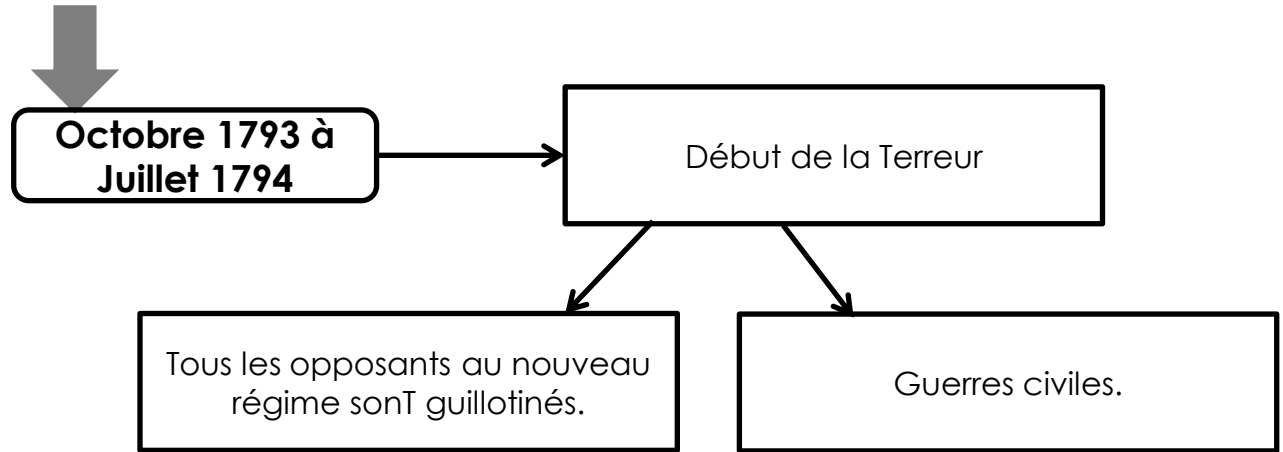 Octobre 1793 à
Juillet 1794
Début de la Terreur
Tous les opposants au nouveau
régime sonT guillotinés.
Guerres civiles.